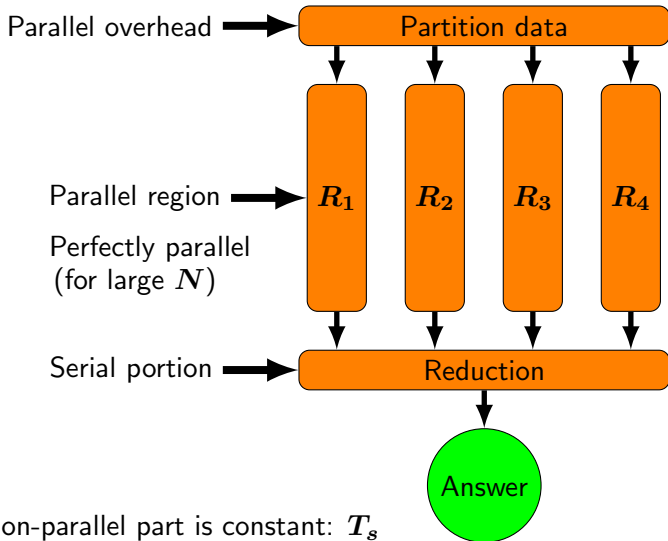 Parallel overhead
Partition data
Parallel region
R₁ R₂ R₃ R₄
Perfectly parallel
(for large N)
Serial portion
Reduction
Answer
on-parallel part is constant: Tₛ